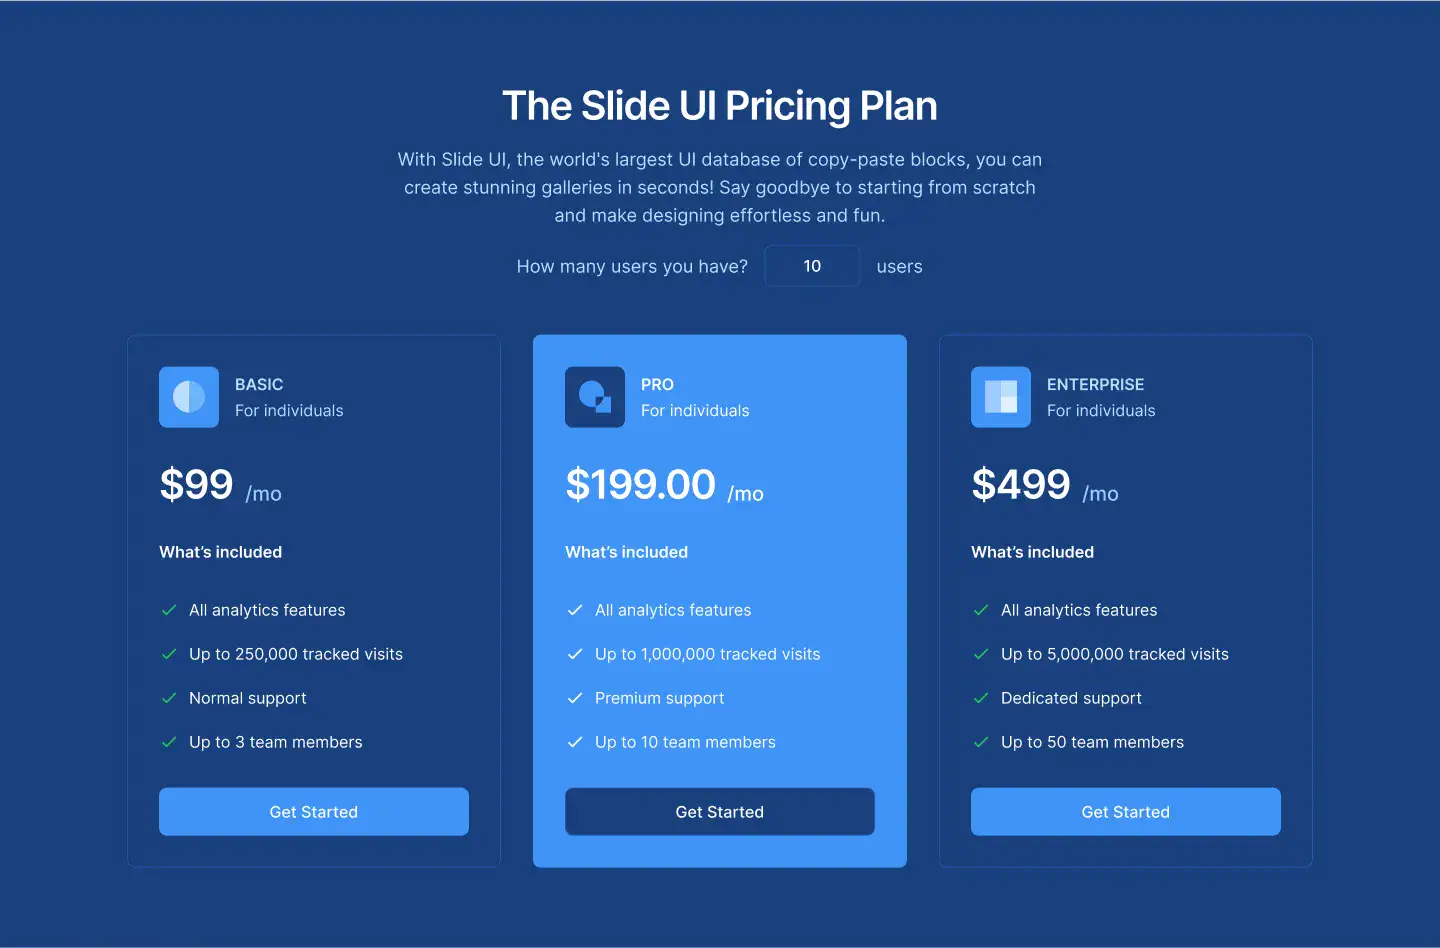 The Slide UI Pricing Plan
With Slide UI, the world's largest UI database of copy-paste blocks, you can
create stunning galleries in seconds! Say goodbye to starting from scratch
and make designing effortless and fun.
How many users you have? 10 users
BASIC
For individuals
$99 /mo
What’s included
All analytics features
Up to 250,000 tracked visits
Normal support
Up to 3 team members
Get Started
PRO
For individuals
$199.00 /mo
What’s included
All analytics features
Up to 1,000,000 tracked visits
Premium support
Up to 10 team members
Get Started
ENTERPRISE
For individuals
$499 /mo
What’s included
All analytics features
Up to 5,000,000 tracked visits
Dedicated support
Up to 50 team members
Get Started